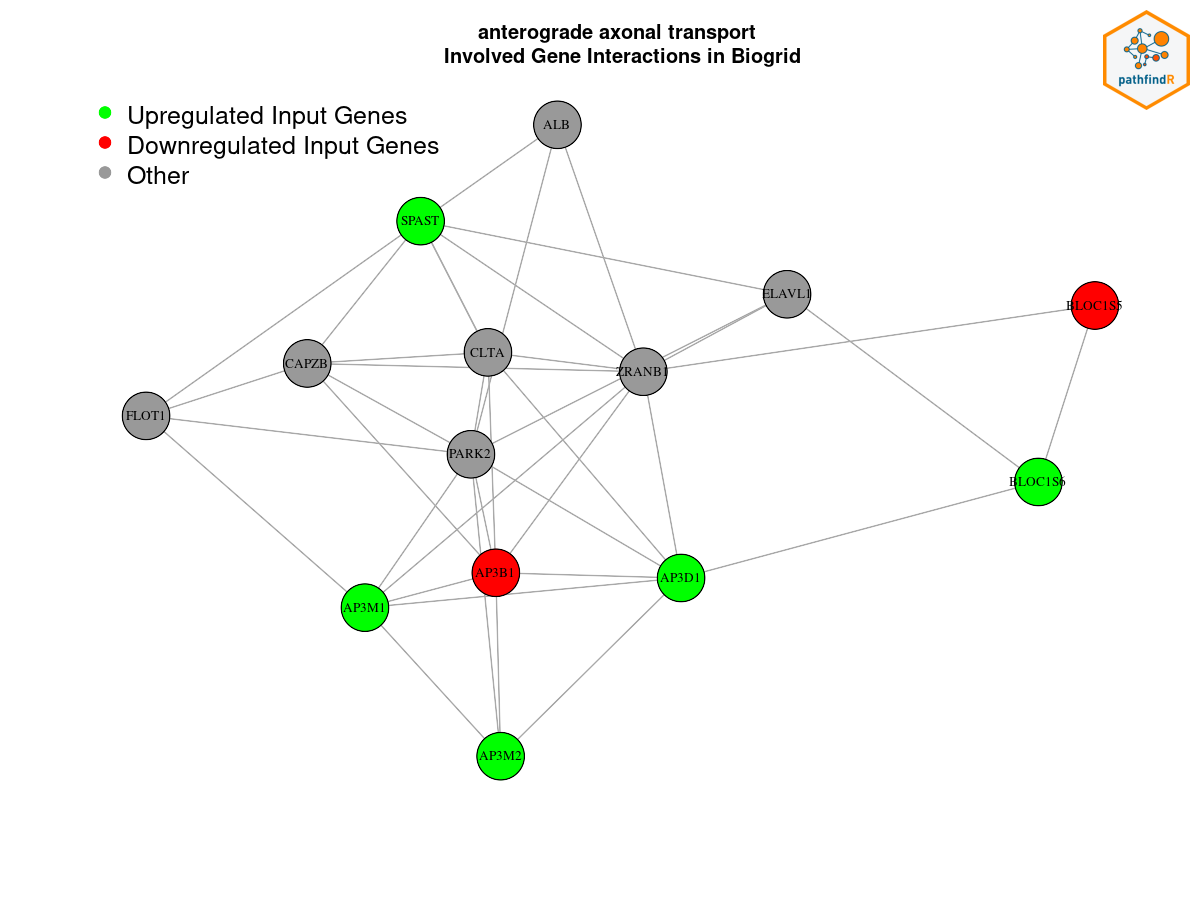 anterograde axonal transport
Involved Gene Interactions in Biogrid
pathfindR
Upregulated Input Genes
Downregulated Input Genes
Other
ALB
SPAST
ELAVL1
BLOC1S5
CLTA
CAPZB
ZRANB1
FLOT1
PARK2
BLOC1S6
AP3B1
AP3D1
AP3M1
AP3M2